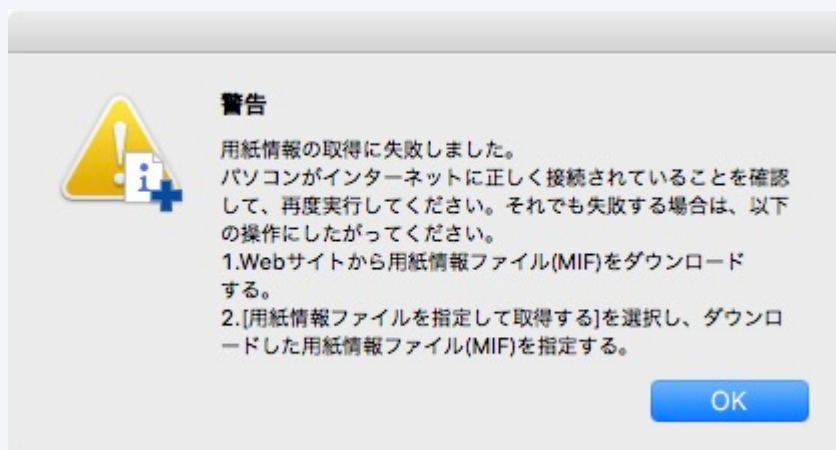 警告
用紙情報の取得に失敗しました。
パソコンがインターネットに正しく接続されていることを確認
して、再度実行してください。それでも失敗する場合は、以下
の操作にしたがってください。
1.Webサイトから用紙情報ファイル(MIF)をダウンロード
する。
2.[用紙情報ファイルを指定して取得する]を選択し、ダウンロ
ードした用紙情報ファイル(MIF)を指定する。
OK